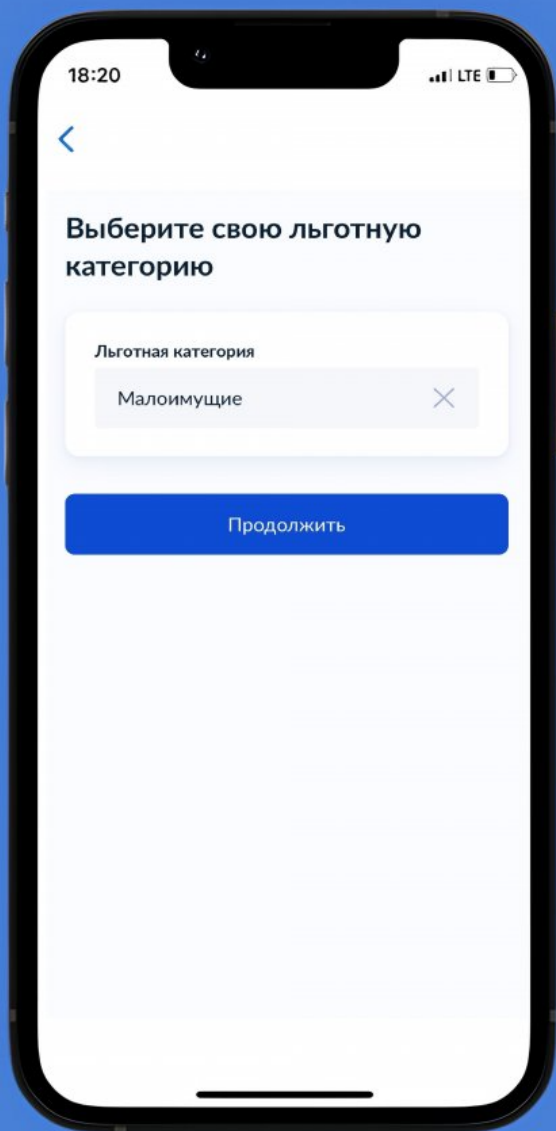 18:20 LTE
Выберите свою льготную
категорию
Льготная категория
Малоимущие
Продолжить